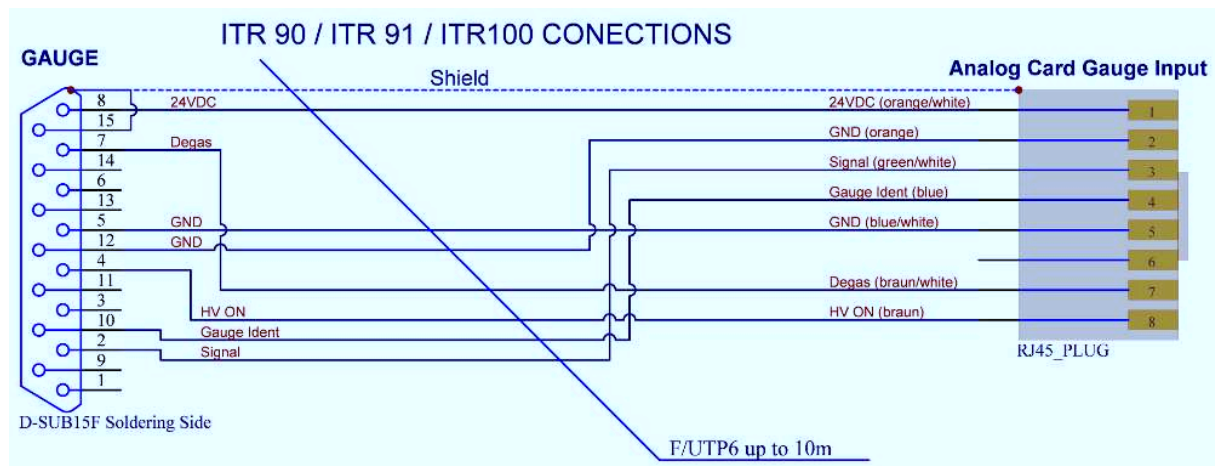 ITR 90 / ITR 91 / ITR100 CONECTIONS
GAUGE
Shield
Analog Card Gauge Input
8 24VDC 24VDC (orange/white) 1
15
GND (orange) 2
7 Degas
14 Signal (green/white) 3
6
Gauge Ident (blue) 4
13
5 GND GND (blue/white) 5
12 GND
4 6
11 Degas (braun/white) 7
3
HV ON HV ON (braun) 8
10
Gauge Ident
2 Signal
RJ45_PLUG
9
1
D-SUB15F Soldering Side
F/UTP6 up to 10m